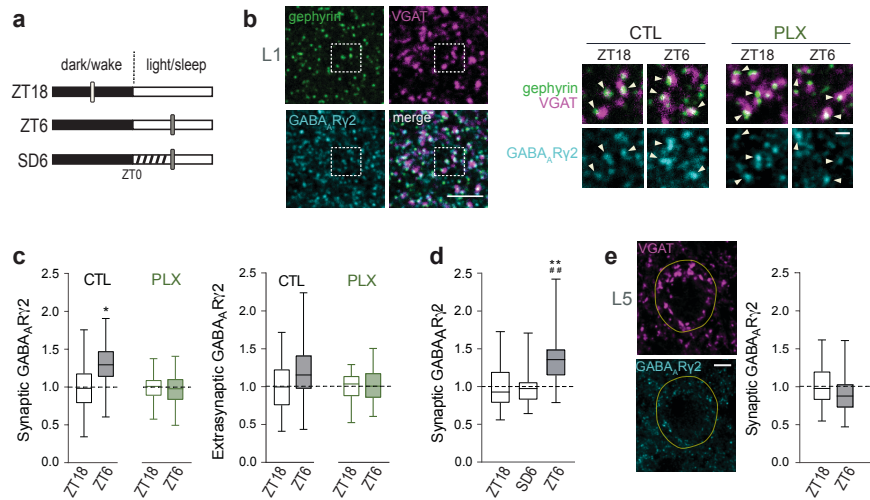 a
dark/wake light/sleep
ZT18
ZT6
SD6
ZT0
b
L1
gephyrin
VGAT
GABAARγ2
merge
CTL PLX
ZT18 ZT6 ZT18 ZT6
gephyrin
VGAT
GABAARγ2
c
Synaptic GABAARγ2
2.5
2.0
1.5
1.0
0.5
0.0
CTL PLX
*
ZT18 ZT6 ZT18 ZT6
Extrasynaptic GABAARγ2
2.5
2.0
1.5
1.0
0.5
0.0
CTL PLX
ZT18 ZT6 ZT18 ZT6
d
Synaptic GABAARγ2
2.5
2.0
1.5
1.0
0.5
0.0
**
##
ZT18 SD6 ZT6
e
L5
VGAT
GABAARγ2
Synaptic GABAARγ2
2.5
2.0
1.5
1.0
0.5
0.0
ZT18 ZT6